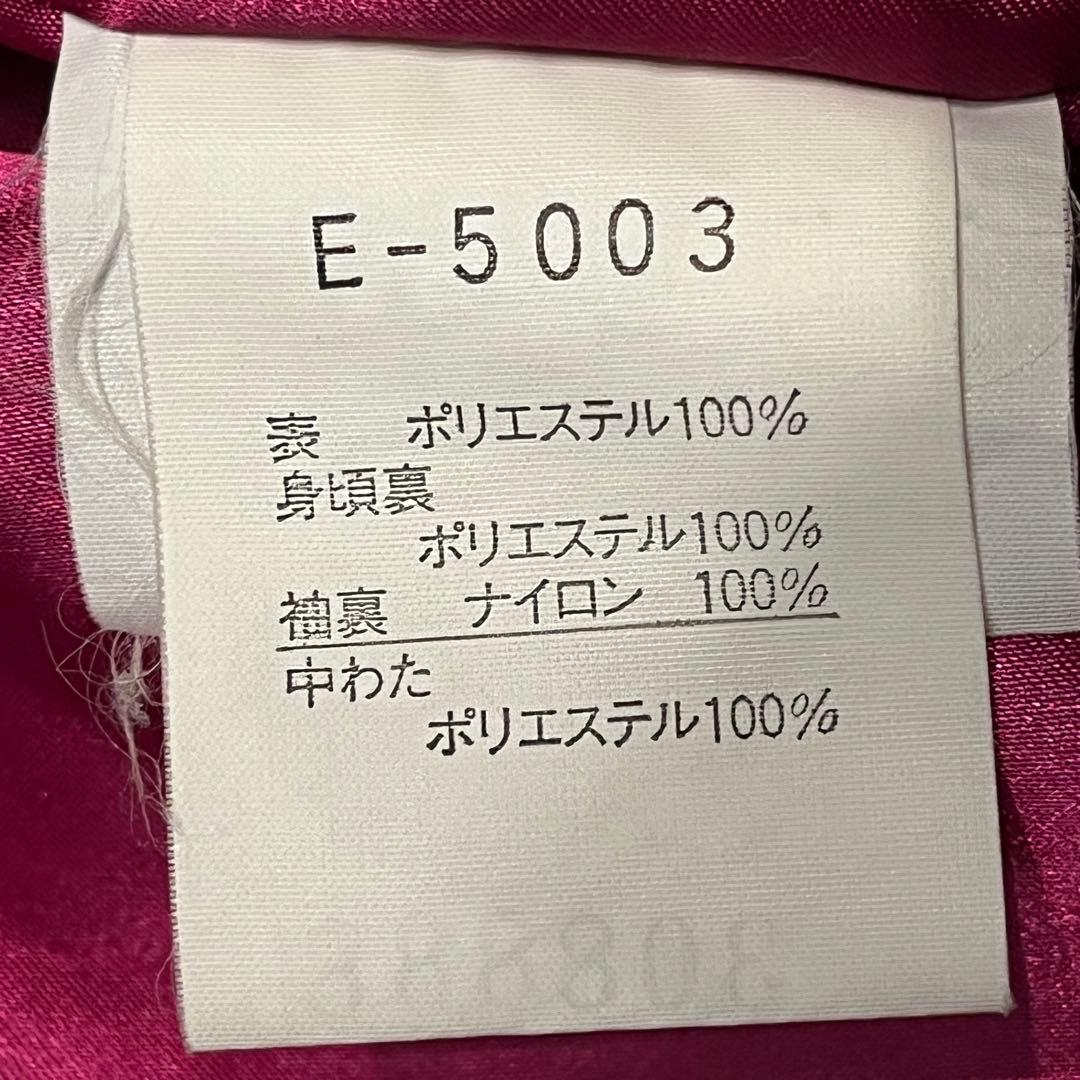 E-5003
表 ポリエステル100%
身頃裏
ポリエステル100%
袖裏 ナイロン 100%
中わた
ポリエステル100%